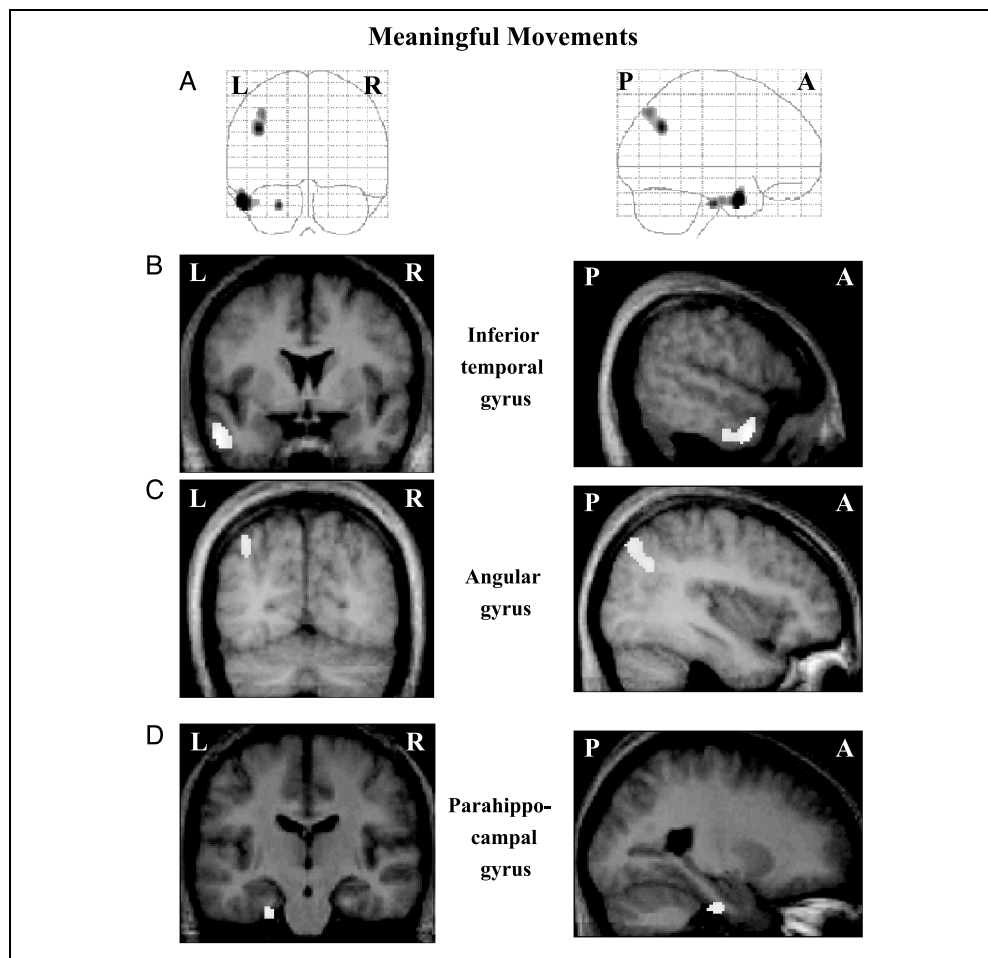 Meaningful Movements
A
L R
P A
B
L R
Inferior
temporal
gyrus
P A
C
L R
Angular
gyrus
P A
D
L R
Parahippo-
campal
gyrus
P A